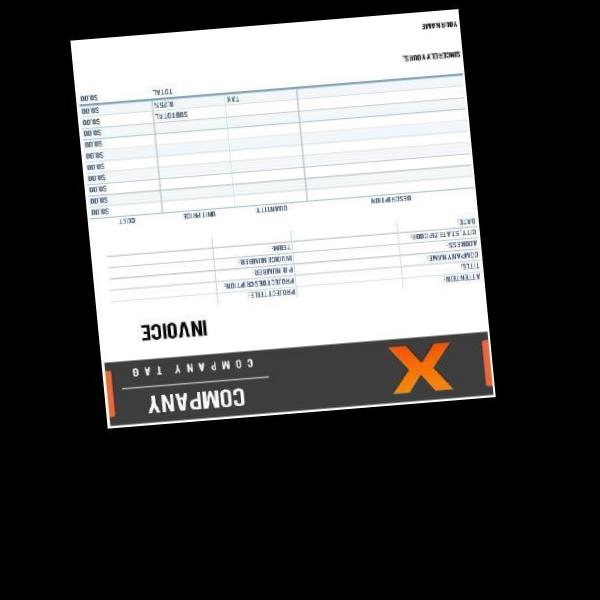 COMPANY
COMPANY TAG
INVOICE
ATTENTION: PROJECT TITLE:
TITLE: PROJECT DESCRIPTION:
COMPANY NAME: P.O. NUMBER:
ADDRESS: INVOICE NUMBER:
CITY, STATE ZIP CODE: TERMS:
DATE:
DESCRIPTION QUANTITY UNIT PRICE COST
$0.00
$0.00
$0.00
$0.00
$0.00
$0.00
$0.00
$0.00
SUBTOTAL $0.00
TAX 8.25% $0.00
TOTAL $0.00
SINCERELY YOURS,
YOUR NAME